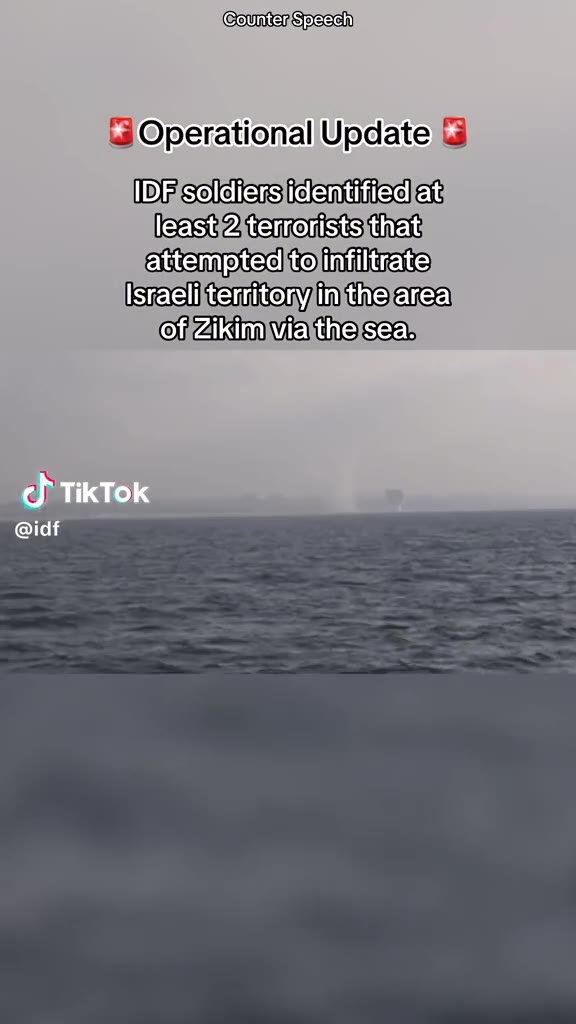 Counter Speech
🚨Operational Update 🚨
IDF soldiers identified at
least 2 terrorists that
attempted to infiltrate
Israeli territory in the area
of Zikim via the sea.
TikTok
@idf